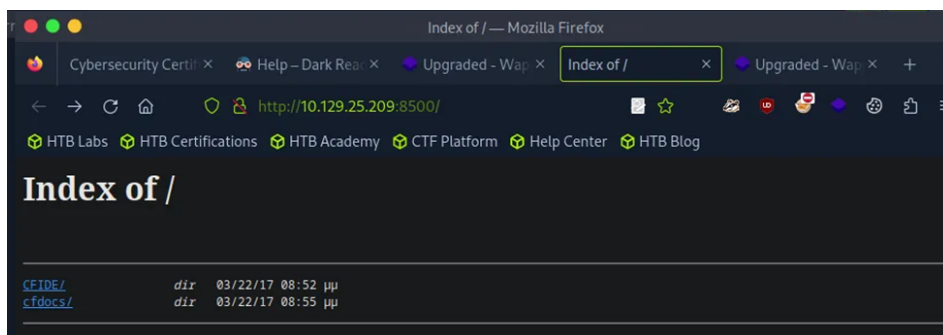 Index of / — Mozilla Firefox
Cybersecurity Certif × Help – Dark Read × Upgraded - Wap × Index of / × Upgraded - Wap × +
http://10.129.25.209:8500/
HTB Labs HTB Certifications HTB Academy CTF Platform Help Center HTB Blog
Index of /
CFIDE/ dir 03/22/17 08:52 μμ
cfdocs/ dir 03/22/17 08:55 μμ